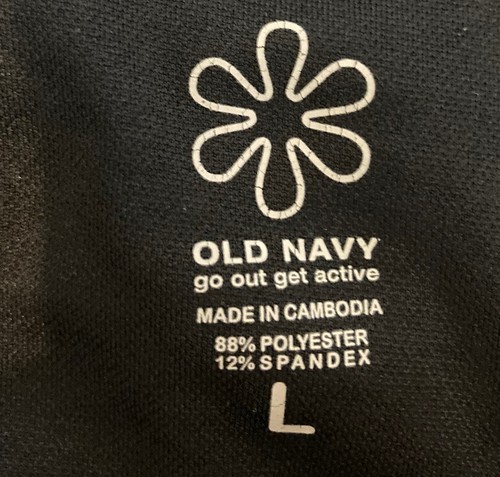 OLD NAVY
go out get active
MADE IN CAMBODIA
88% POLYESTER
12% SPANDEX
L